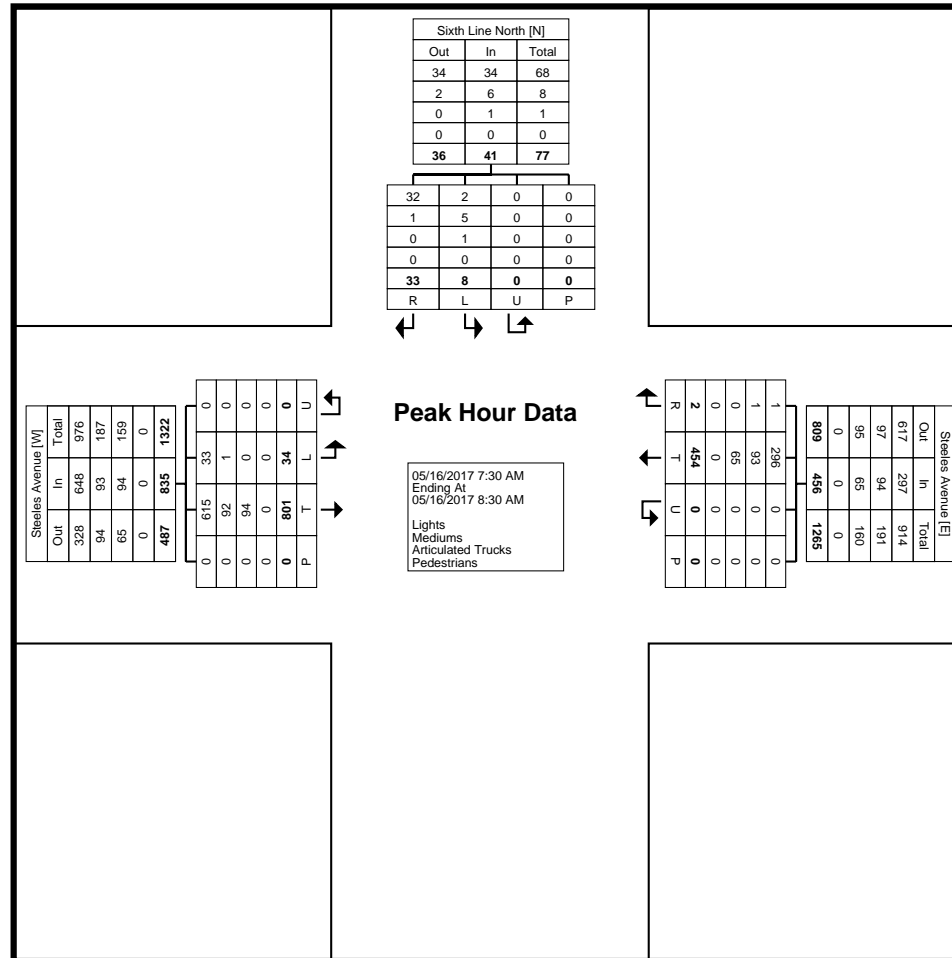 Sixth Line North [N]
Out In Total
34 34 68
2 6 8
0 1 1
0 0 0
36 41 77
32 2 0 0
1 5 0 0
0 1 0 0
0 0 0 0
33 8 0 0
R L U P
Peak Hour Data
05/16/2017 7:30 AM
Ending At
05/16/2017 8:30 AM
Lights
Mediums
Articulated Trucks
Pedestrians
Steeles Avenue [W]
Total In Out
976 648 328
187 93 94
159 94 65
0 0 0
1322 835 487
0 33 615 0
0 1 92 0
0 0 94 0
0 0 0 0
0 34 801 0
U L T P
Steeles Avenue [E]
Out In Total
617 297 914
97 94 191
95 65 160
0 0 0
809 456 1265
1 296 0 0
1 93 0 0
0 65 0 0
0 0 0 0
2 454 0 0
R T U P